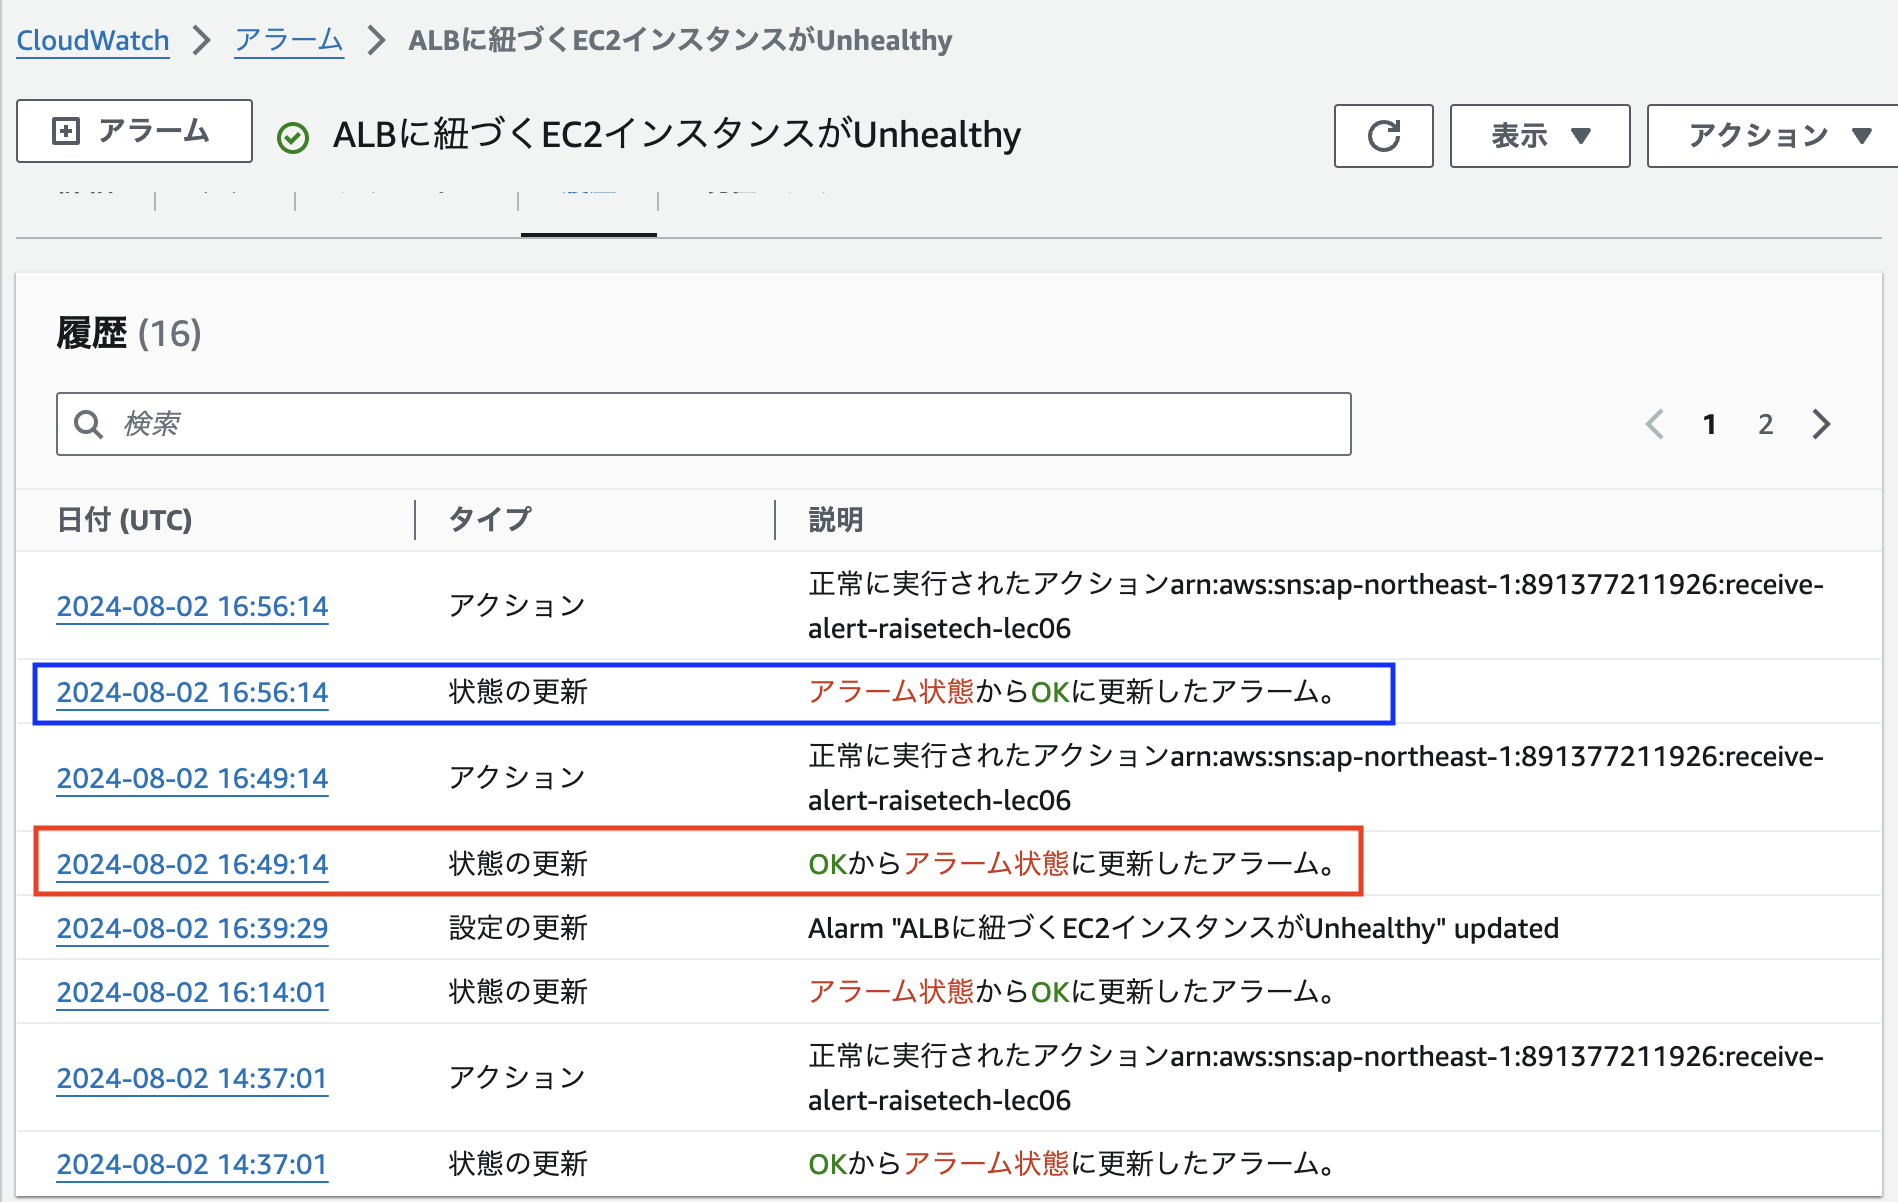 CloudWatch > アラーム > ALBに紐づくEC2インスタンスがUnhealthy
アラーム ALBに紐づくEC2インスタンスがUnhealthy 表示 ▼ アクション ▼
履歴 (16)
検索 1 2
日付 (UTC) タイプ 説明
2024-08-02 16:56:14 アクション 正常に実行されたアクションarn:aws:sns:ap-northeast-1:891377211926:receive-
alert-raisetech-lec06
2024-08-02 16:56:14 状態の更新 アラーム状態からOKに更新したアラーム。
2024-08-02 16:49:14 アクション 正常に実行されたアクションarn:aws:sns:ap-northeast-1:891377211926:receive-
alert-raisetech-lec06
2024-08-02 16:49:14 状態の更新 OKからアラーム状態に更新したアラーム。
2024-08-02 16:39:29 設定の更新 Alarm "ALBに紐づくEC2インスタンスがUnhealthy" updated
2024-08-02 16:14:01 状態の更新 アラーム状態からOKに更新したアラーム。
2024-08-02 14:37:01 アクション 正常に実行されたアクションarn:aws:sns:ap-northeast-1:891377211926:receive-
alert-raisetech-lec06
2024-08-02 14:37:01 状態の更新 OKからアラーム状態に更新したアラーム。